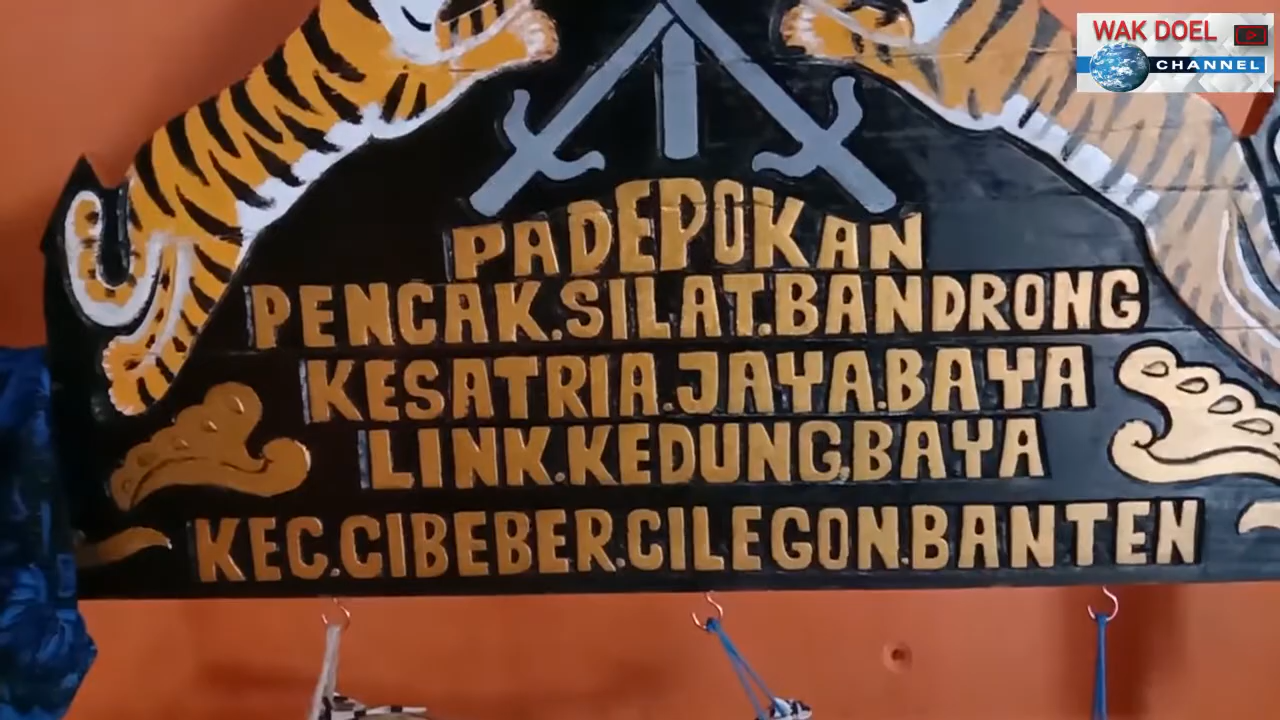 WAK DOEL
CHANNEL
PADEPOKAN
PENCAK.SILAT.BANDRONG
KESATRIA.JAYA.BAYA
LINK.KEDUNG.BAYA
KEC.CIBEBER.CILEGON.BANTEN